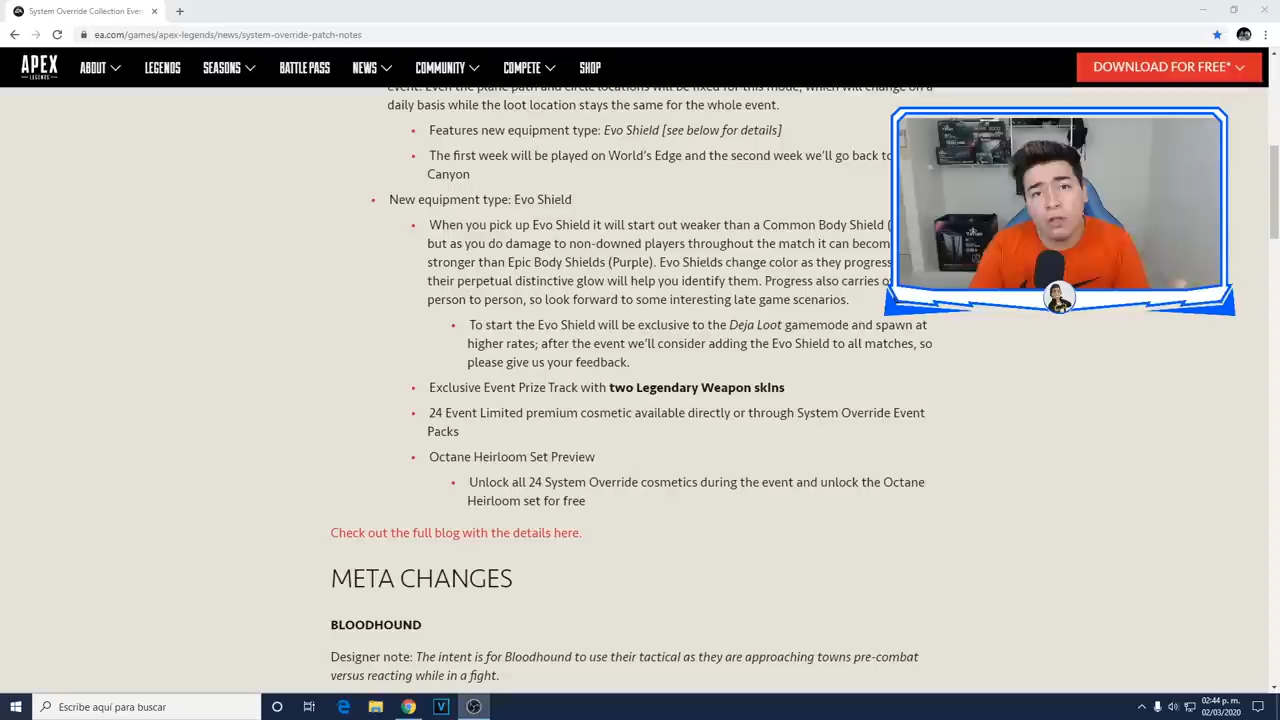 System Override Collection Even
ea.com/games/apex-legends/news/system-override-patch-notes
APEX
LEGENDS
ABOUT
LEGENDS
SEASONS
BATTLE PASS
NEWS
COMMUNITY
COMPETE
SHOP
DOWNLOAD FOR FREE*
event. Even the plane path and circle locations will be fixed for this mode, which will change on a
daily basis while the loot location stays the same for the whole event.
• Features new equipment type: Evo Shield [see below for details]
• The first week will be played on World's Edge and the second week we'll go back to
Canyon
• New equipment type: Evo Shield
• When you pick up Evo Shield it will start out weaker than a Common Body Shield (
but as you do damage to non-downed players throughout the match it can becom
stronger than Epic Body Shields (Purple). Evo Shields change color as they progress
their perpetual distinctive glow will help you identify them. Progress also carries o
person to person, so look forward to some interesting late game scenarios.
• To start the Evo Shield will be exclusive to the Deja Loot gamemode and spawn at
higher rates; after the event we'll consider adding the Evo Shield to all matches, so
please give us your feedback.
• Exclusive Event Prize Track with two Legendary Weapon skins
• 24 Event Limited premium cosmetic available directly or through System Override Event
Packs
• Octane Heirloom Set Preview
• Unlock all 24 System Override cosmetics during the event and unlock the Octane
Heirloom set for free
Check out the full blog with the details here.
META CHANGES
BLOODHOUND
Designer note: The intent is for Bloodhound to use their tactical as they are approaching towns pre-combat
versus reacting while in a fight.
Escribe aquí para buscar
02:44 p. m.
02/03/2020